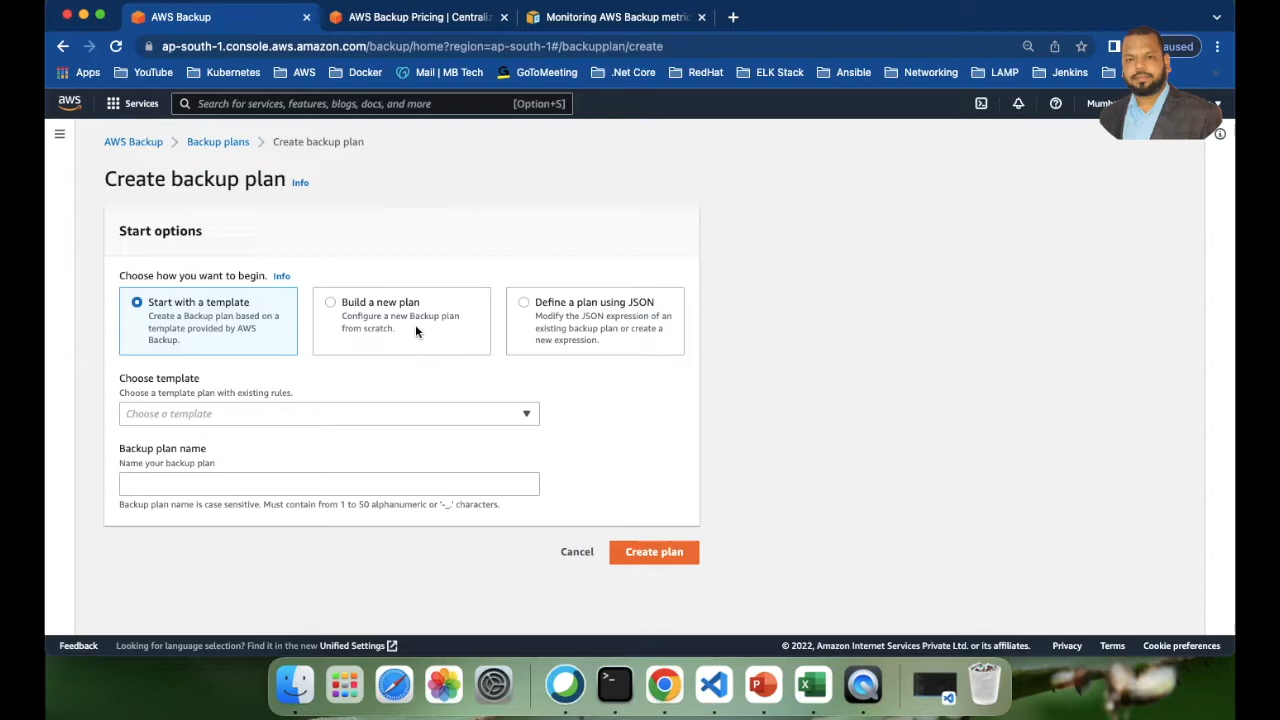 AWS Backup
AWS Backup Pricing | Centraliz
Monitoring AWS Backup metric
ap-south-1.console.aws.amazon.com/backup/home?region=ap-south-1#/backupplan/create
aused
Apps YouTube Kubernetes AWS Docker Mail | MB Tech GoToMeeting .Net Core RedHat ELK Stack Ansible Networking LAMP Jenkins
aws Services Search for services, features, blogs, docs, and more [Option+S] Mumb
AWS Backup > Backup plans > Create backup plan
Create backup plan Info
Start options
Choose how you want to begin. Info
Start with a template
Create a Backup plan based on a
template provided by AWS
Backup.
Build a new plan
Configure a new Backup plan
from scratch.
Define a plan using JSON
Modify the JSON expression of an
existing backup plan or create a
new expression.
Choose template
Choose a template plan with existing rules.
Choose a template
Backup plan name
Name your backup plan
Backup plan name is case sensitive. Must contain from 1 to 50 alphanumeric or '-_.' characters.
Cancel Create plan
Feedback Looking for language selection? Find it in the new Unified Settings © 2022, Amazon Internet Services Private Ltd. or its affiliates. Privacy Terms Cookie preferences